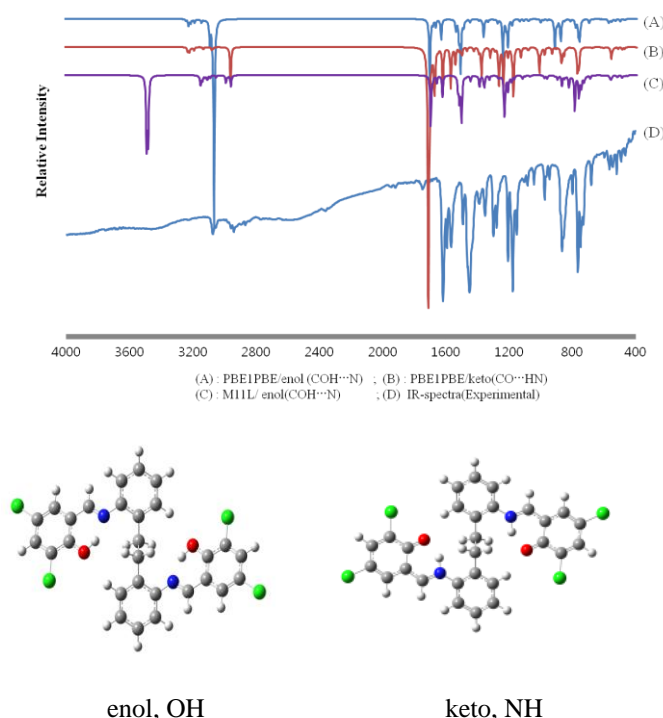 (A)
(B)
(C)
(D)
Relative Intensity
4000 3600 3200 2800 2400 2000 1600 1200 800 400
(A) : PBE1PBE/enol (COH···N) ; (B) : PBE1PBE/keto(CO···HN)
(C) : M11L/ enol(COH···N) ; (D) IR-spectra(Experimental)
enol, OH keto, NH